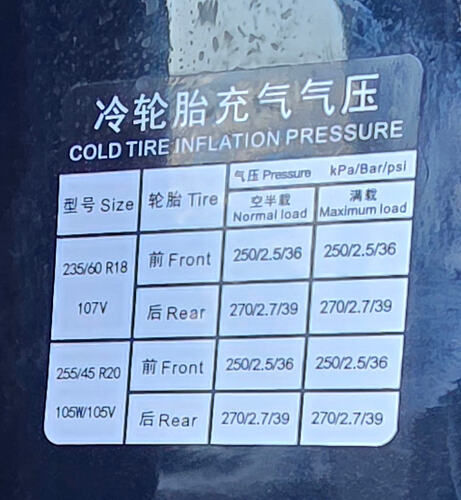 冷轮胎充气气压
COLD TIRE INFLATION PRESSURE
型号 Size 轮胎 Tire 气压 Pressure kPa/Bar/psi
空半载 满载
Normal load Maximum load
235/60 R18 前 Front 250/2.5/36 250/2.5/36
107V 后 Rear 270/2.7/39 270/2.7/39
255/45 R20 前 Front 250/2.5/36 250/2.5/36
105W/105V 后 Rear 270/2.7/39 270/2.7/39